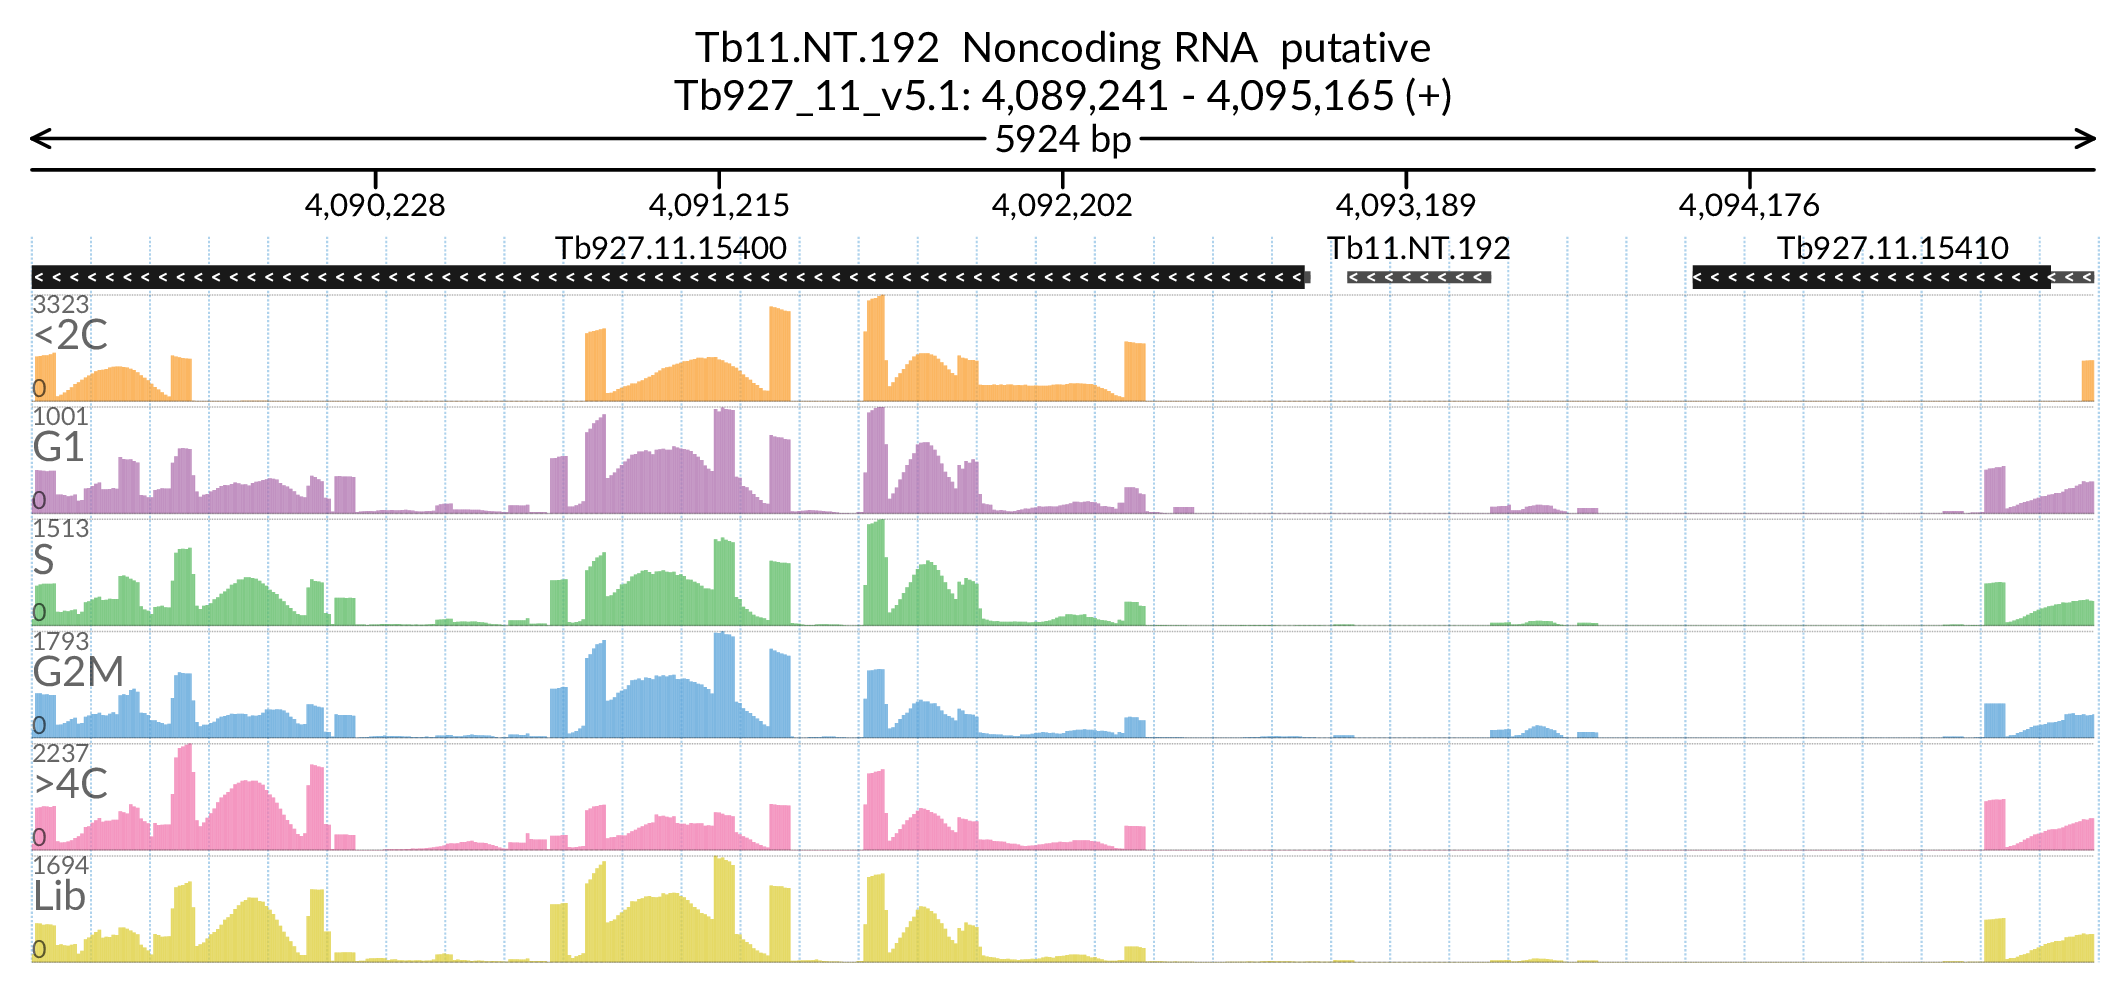 Tb11.NT.192 Noncoding RNA putative
Tb927_11_v5.1: 4,089,241 - 4,095,165 (+)
5924 bp
4,090,228 4,091,215 4,092,202 4,093,189 4,094,176
Tb927.11.15400 Tb11.NT.192 Tb927.11.15410
3323
<2C
0
1001
G1
0
1513
S
0
1793
G2M
0
2237
>4C
0
1694
Lib
0